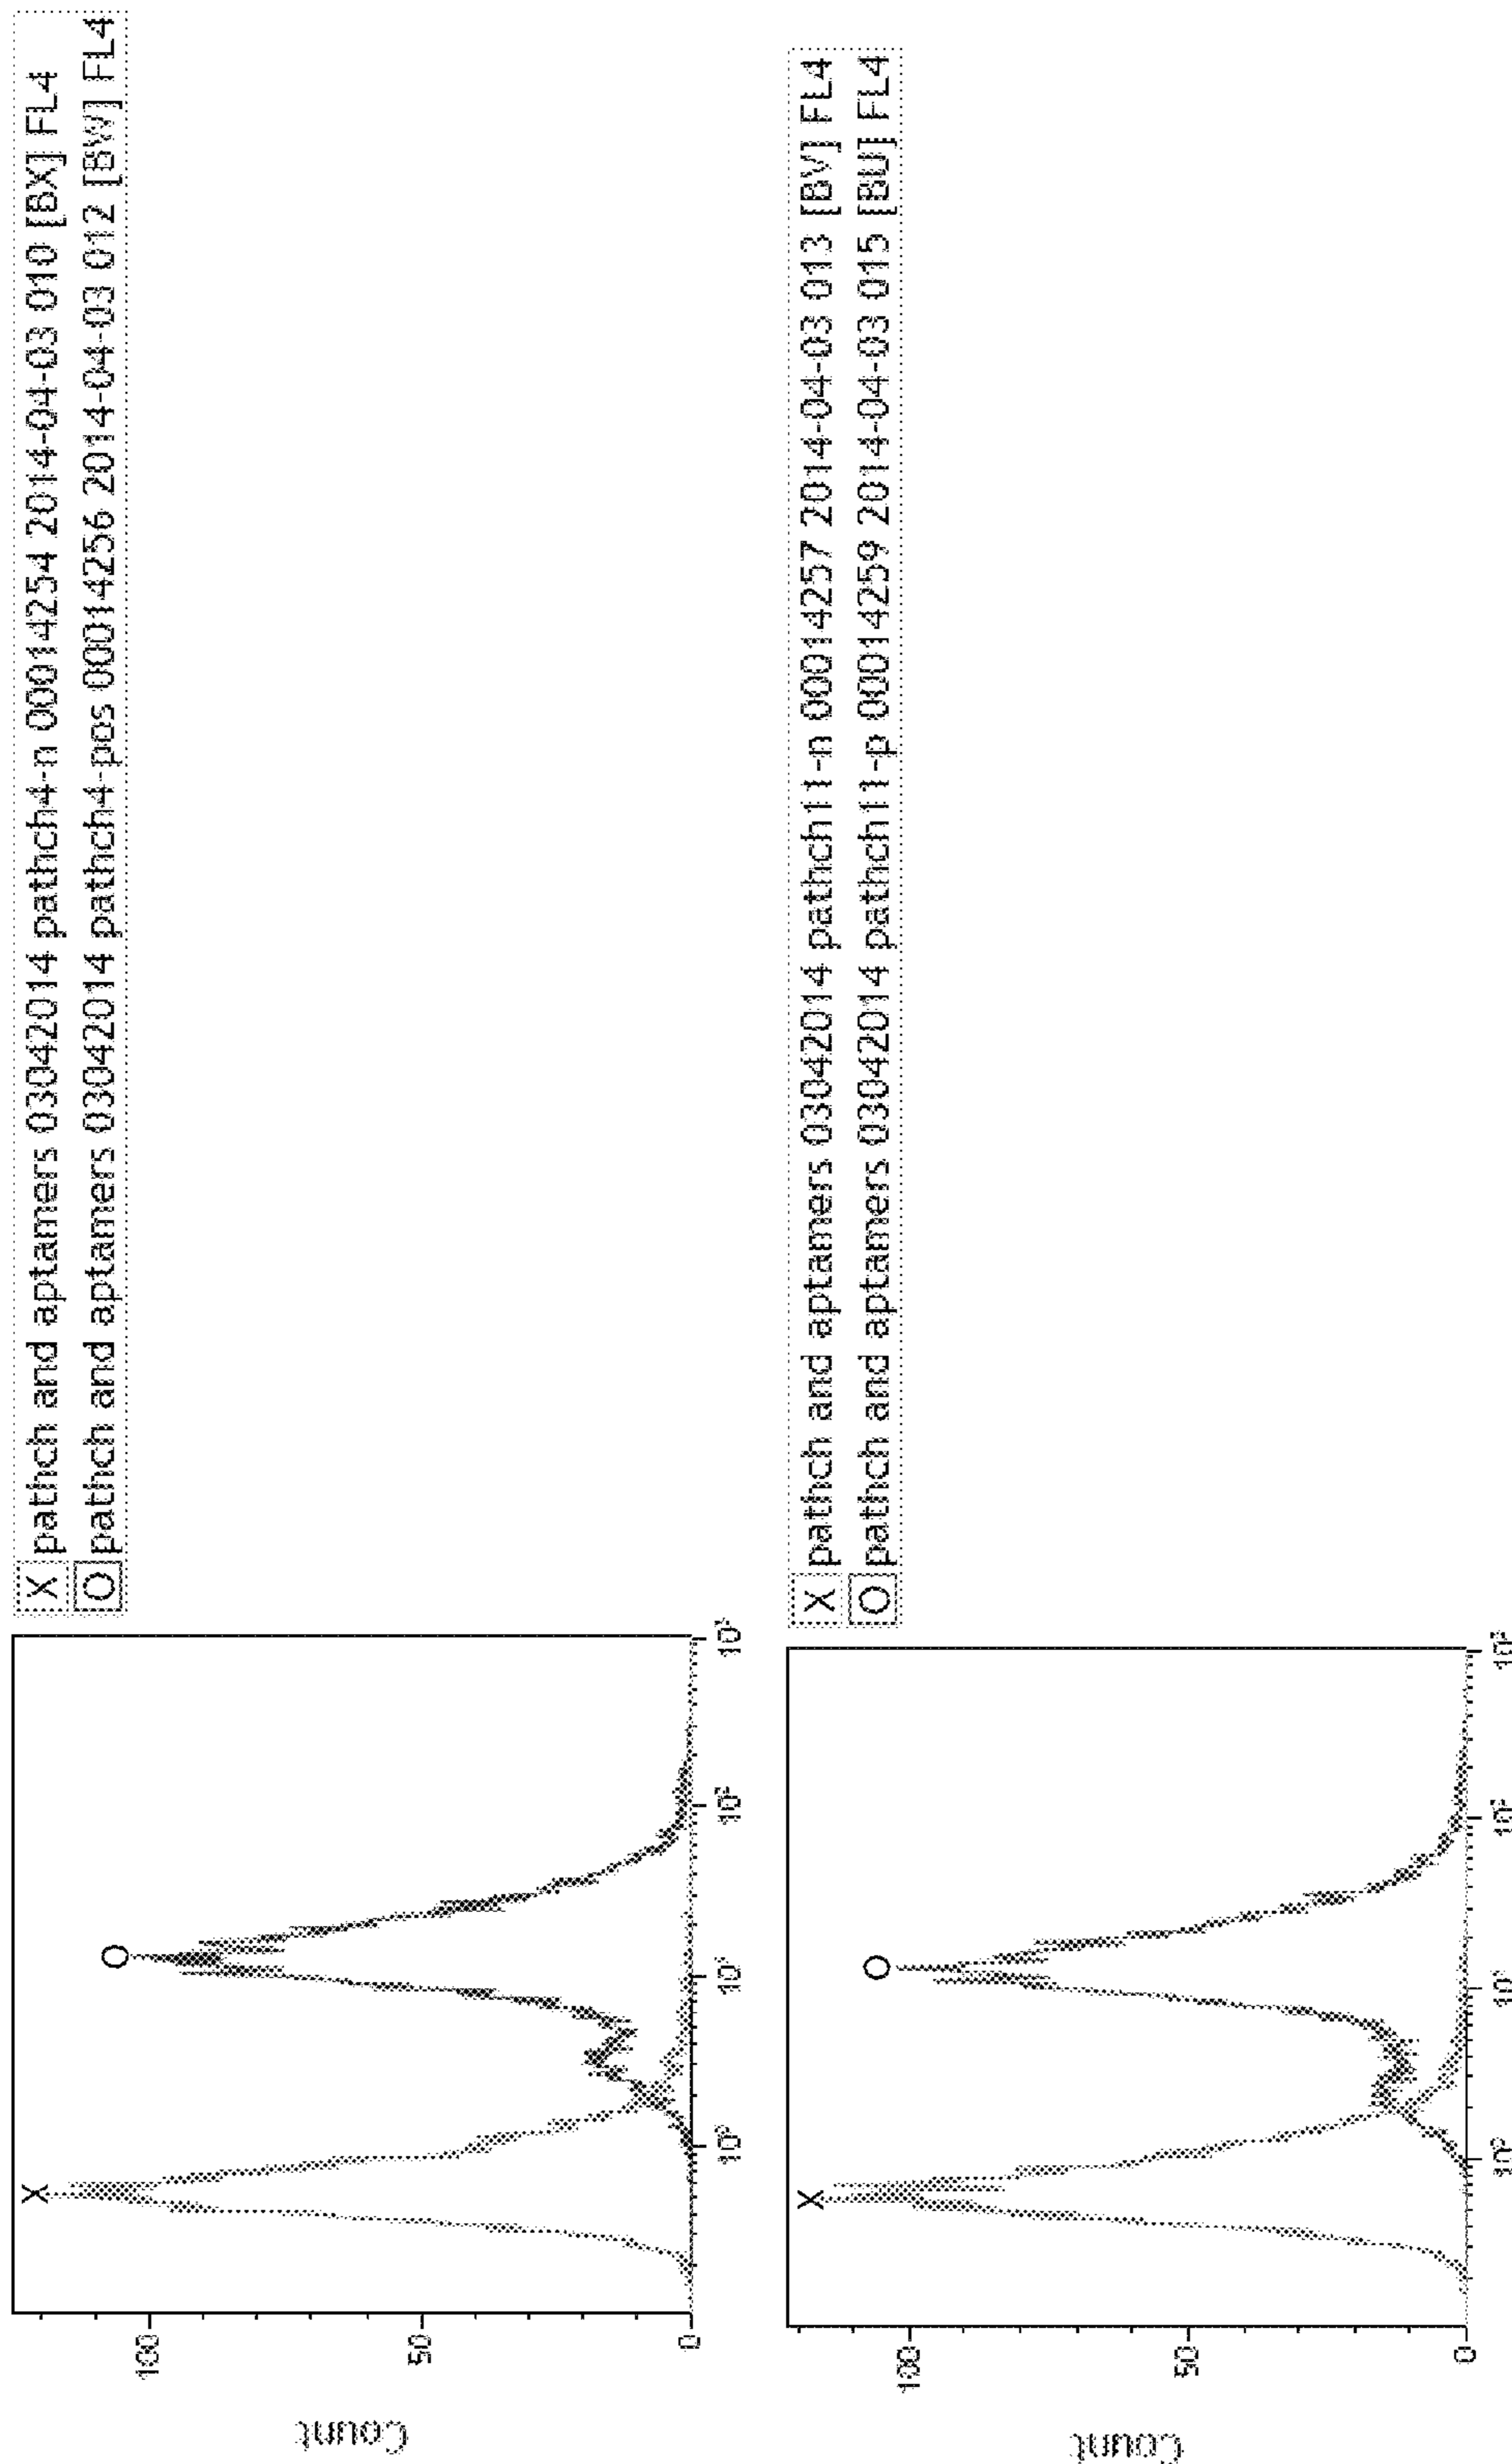 X pathch and aptamers 03042014 pathch4-n 00014254 2014-04-03 010 [BX] FL4
O pathch and aptamers 03042014 pathch4-pos 00014256 2014-04-03 012 [BW] FL4
X
O
Count
100
50
0
10⁰ 10¹ 10² 10³
X pathch and aptamers 03042014 pathch11-n 00014257 2014-04-03 013 [BV] FL4
O pathch and aptamers 03042014 pathch11-p 00014259 2014-04-03 015 [BU] FL4
X
O
Count
100
50
0
10⁰ 10¹ 10² 10³